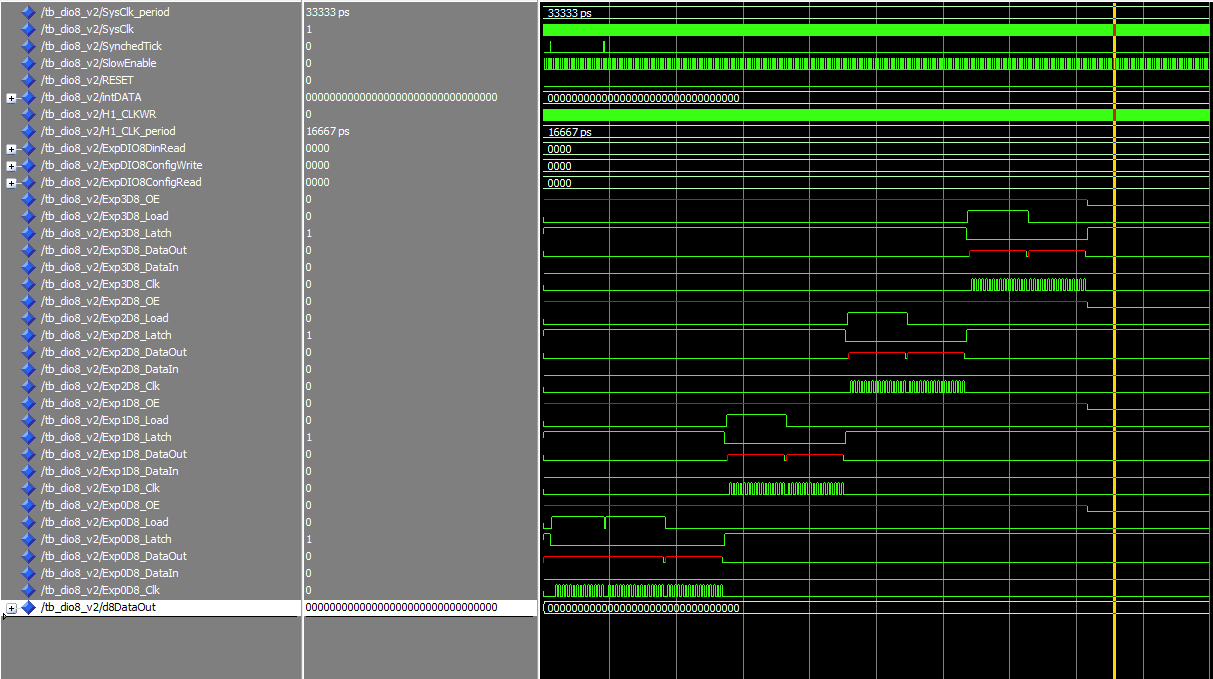 /tb_dio8_v2/SysClk_period 33333 ps 33333 ps
/tb_dio8_v2/SysClk 1
/tb_dio8_v2/SynchedTick 0
/tb_dio8_v2/SlowEnable 0
/tb_dio8_v2/RESET 0
/tb_dio8_v2/intDATA 00000000000000000000000000000000 00000000000000000000000000000000
/tb_dio8_v2/H1_CLKWR 0
/tb_dio8_v2/H1_CLK_period 16667 ps 16667 ps
/tb_dio8_v2/ExpDIO8DinRead 0000 0000
/tb_dio8_v2/ExpDIO8ConfigWrite 0000 0000
/tb_dio8_v2/ExpDIO8ConfigRead 0000 0000
/tb_dio8_v2/Exp3D8_OE 0
/tb_dio8_v2/Exp3D8_Load 0
/tb_dio8_v2/Exp3D8_Latch 1
/tb_dio8_v2/Exp3D8_DataOut 0
/tb_dio8_v2/Exp3D8_DataIn 0
/tb_dio8_v2/Exp3D8_Clk 0
/tb_dio8_v2/Exp2D8_OE 0
/tb_dio8_v2/Exp2D8_Load 0
/tb_dio8_v2/Exp2D8_Latch 1
/tb_dio8_v2/Exp2D8_DataOut 0
/tb_dio8_v2/Exp2D8_DataIn 0
/tb_dio8_v2/Exp2D8_Clk 0
/tb_dio8_v2/Exp1D8_OE 0
/tb_dio8_v2/Exp1D8_Load 0
/tb_dio8_v2/Exp1D8_Latch 1
/tb_dio8_v2/Exp1D8_DataOut 0
/tb_dio8_v2/Exp1D8_DataIn 0
/tb_dio8_v2/Exp1D8_Clk 0
/tb_dio8_v2/Exp0D8_OE 0
/tb_dio8_v2/Exp0D8_Load 0
/tb_dio8_v2/Exp0D8_Latch 1
/tb_dio8_v2/Exp0D8_DataOut 0
/tb_dio8_v2/Exp0D8_DataIn 0
/tb_dio8_v2/Exp0D8_Clk 0
/tb_dio8_v2/d8DataOut 00000000000000000000000000000000 00000000000000000000000000000000